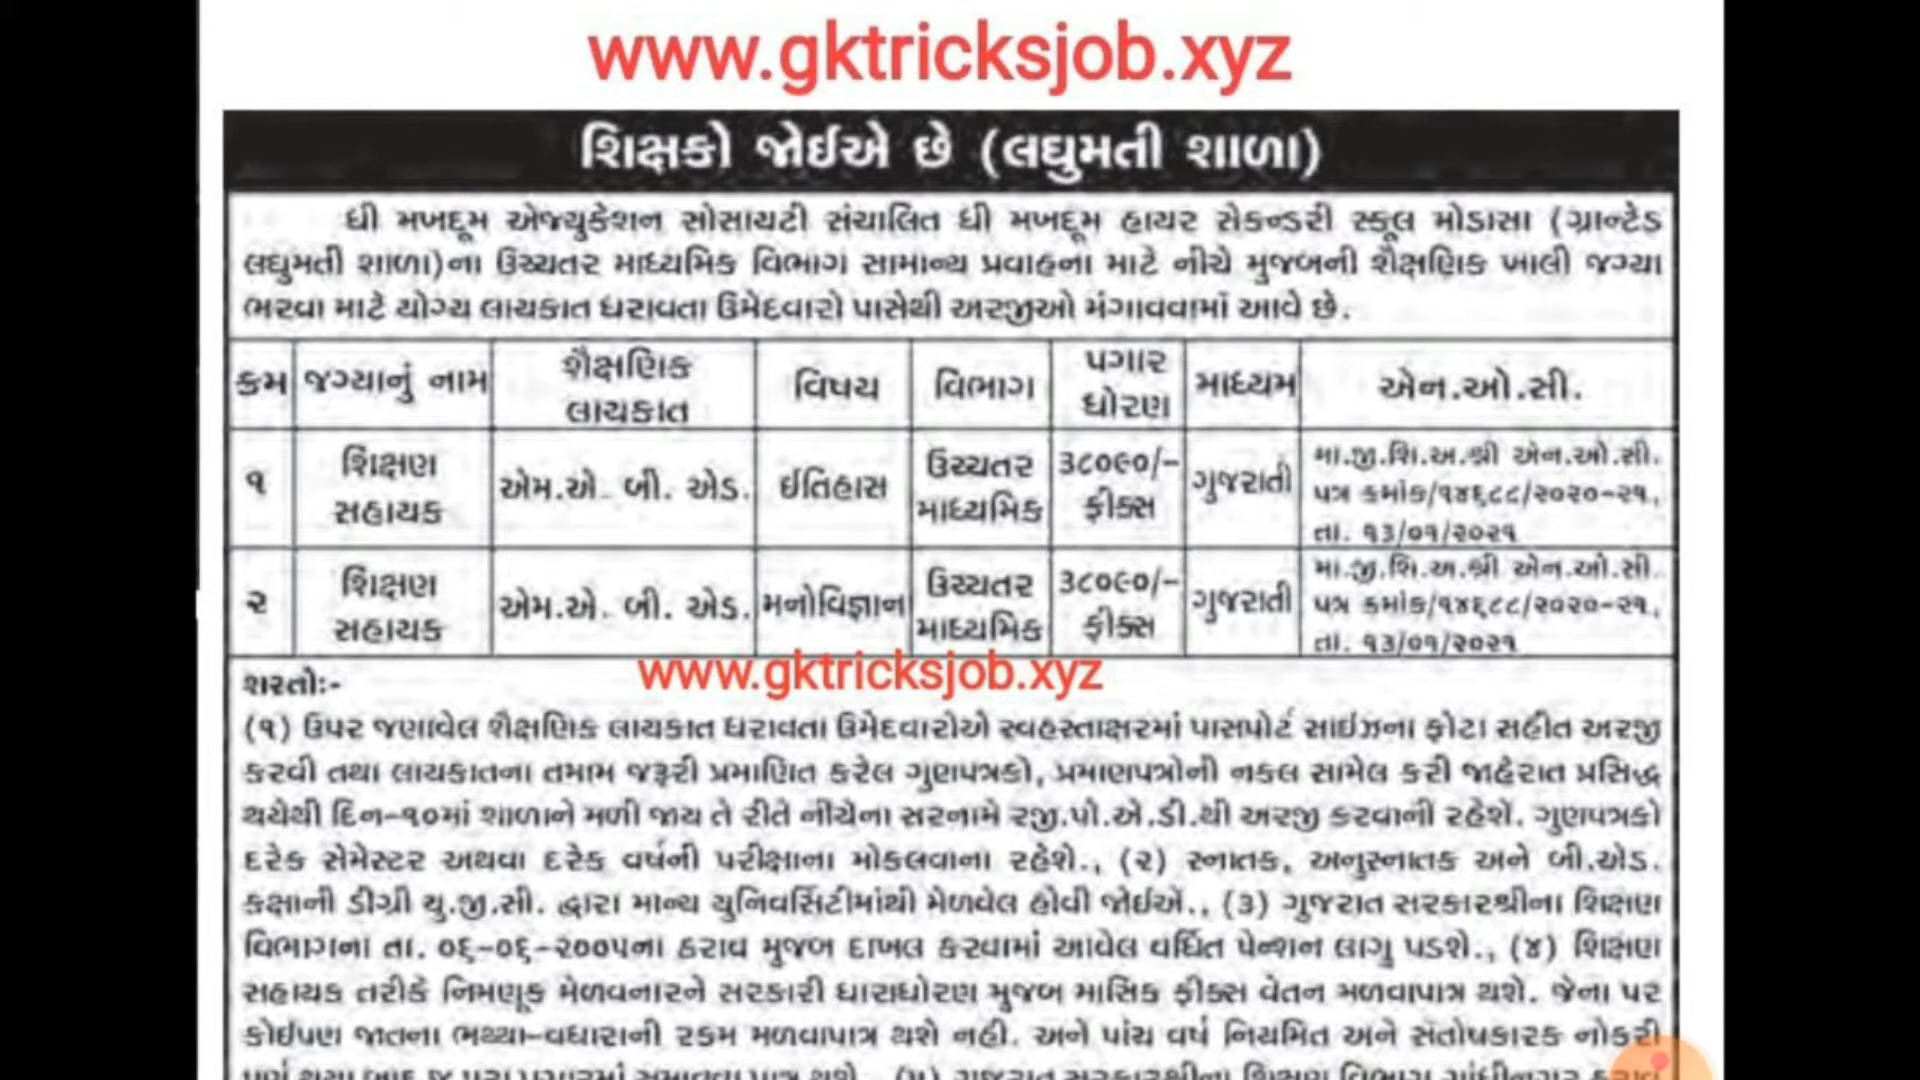 www.gktricksjob.xyz
શિક્ષકો જોઈએ છે (લઘુમતી શાળા)
ધી મખદૂમ એજ્યુકેશન સોસાયટી સંચાલિત ધી મખદૂમ હાયર સેકન્ડરી સ્કૂલ મોડાસા (ગ્રાન્ટેડ
લઘુમતી શાળા)ના ઉચ્ચતર માધ્યમિક વિભાગ સામાન્ય પ્રવાહના માટે નીચે મુજબની શૈક્ષણિક ખાલી જગ્યા
ભરવા માટે યોગ્ય લાયકાત ધરાવતા ઉમેદવારો પાસેથી અરજીઓ મંગાવવામાં આવે છે.
ક્રમ જગ્યાનું નામ શૈક્ષણિક લાયકાત વિષય વિભાગ પગાર ધોરણ માધ્યમ એન.ઓ.સી.
૧ શિક્ષણ સહાયક એમ.એ. બી. એડ. ઈતિહાસ ઉચ્ચતર માધ્યમિક ૩૮૦૯૦/- ફીક્સ ગુજરાતી મા.જી.શિ.અ.શ્રી એન.ઓ.સી. પત્ર ક્રમાંક/૧૪૬૮૮/૨૦૨૦-૨૧, તા. ૧૩/૦૧/૨૦૨૧
૨ શિક્ષણ સહાયક એમ.એ. બી. એડ. મનોવિજ્ઞાન ઉચ્ચતર માધ્યમિક ૩૮૦૯૦/- ફીક્સ ગુજરાતી મા.જી.શિ.અ.શ્રી એન.ઓ.સી. પત્ર ક્રમાંક/૧૪૬૮૮/૨૦૨૦-૨૧, તા. ૧૩/૦૧/૨૦૨૧
www.gktricksjob.xyz
શરતોઃ-
(૧) ઉપર જણાવેલ શૈક્ષણિક લાયકાત ધરાવતા ઉમેદવારોએ સ્વહસ્તાક્ષરમાં પાસપોર્ટ સાઈઝના ફોટા સહીત અરજી
કરવી તથા લાયકાતના તમામ જરૂરી પ્રમાણિત કરેલ ગુણપત્રકો, પ્રમાણપત્રોની નકલ સામેલ કરી જાહેરાત પ્રસિદ્ધ
થયેથી દિન-૧૦માં શાળાને મળી જાય તે રીતે નીચેના સરનામે રજી.પો.એ.ડી.થી અરજી કરવાની રહેશે. ગુણપત્રકો
દરેક સેમેસ્ટર અથવા દરેક વર્ષની પરીક્ષાના મોકલવાના રહેશે., (૨) સ્નાતક, અનુસ્નાતક અને બી.એડ.
કક્ષાની ડીગ્રી યુ.જી.સી. દ્વારા માન્ય યુનિવર્સિટીમાંથી મેળવેલ હોવી જોઈએ., (૩) ગુજરાત સરકારશ્રીના શિક્ષણ
વિભાગના તા. ૦૬-૦૬-૨૦૦૫ના ઠરાવ મુજબ દાખલ કરવામાં આવેલ વર્ધિત પેન્શન લાગુ પડશે., (૪) શિક્ષણ
સહાયક તરીકે નિમણૂક મેળવનારને સરકારી ધારાધોરણ મુજબ માસિક ફીક્સ વેતન મળવાપાત્ર થશે. જેના પર
કોઈપણ જાતના ભથ્થા-વધારાની રકમ મળવાપાત્ર થશે નહી. અને પાંચ વર્ષ નિયમિત અને સંતોષકારક નોકરી